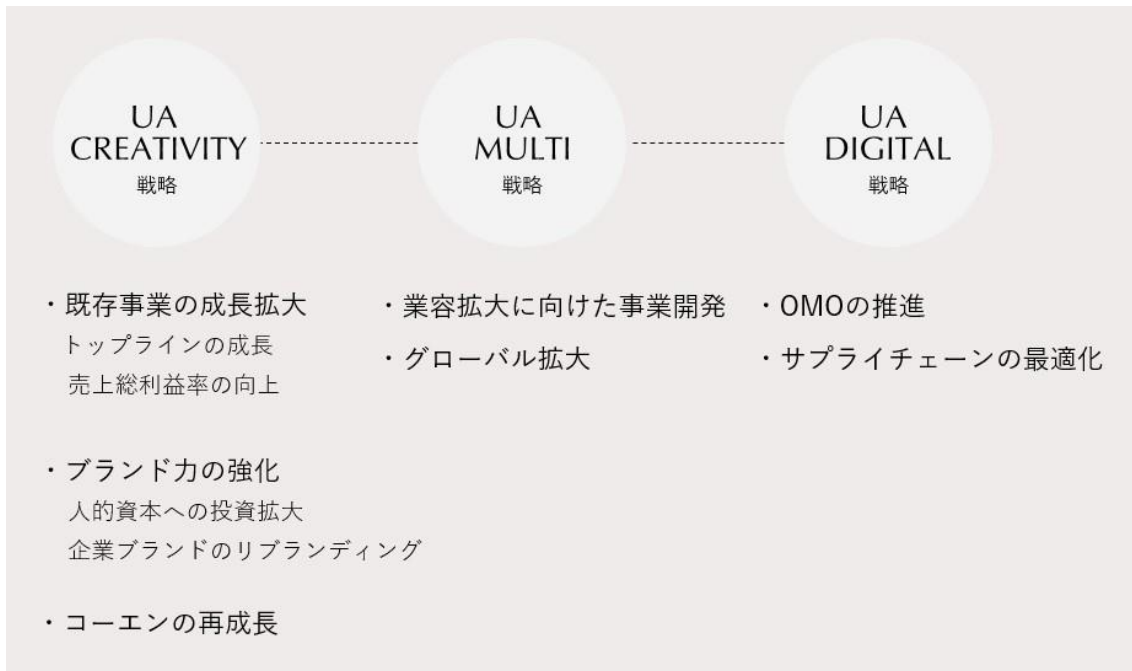 UA
CREATIVITY
戦略
UA
MULTI
戦略
UA
DIGITAL
戦略
・既存事業の成長拡大
トップラインの成長
売上総利益率の向上
・ブランド力の強化
人的資本への投資拡大
企業ブランドのリブランディング
・コーエンの再成長
・業容拡大に向けた事業開発
・グローバル拡大
・OMOの推進
・サプライチェーンの最適化